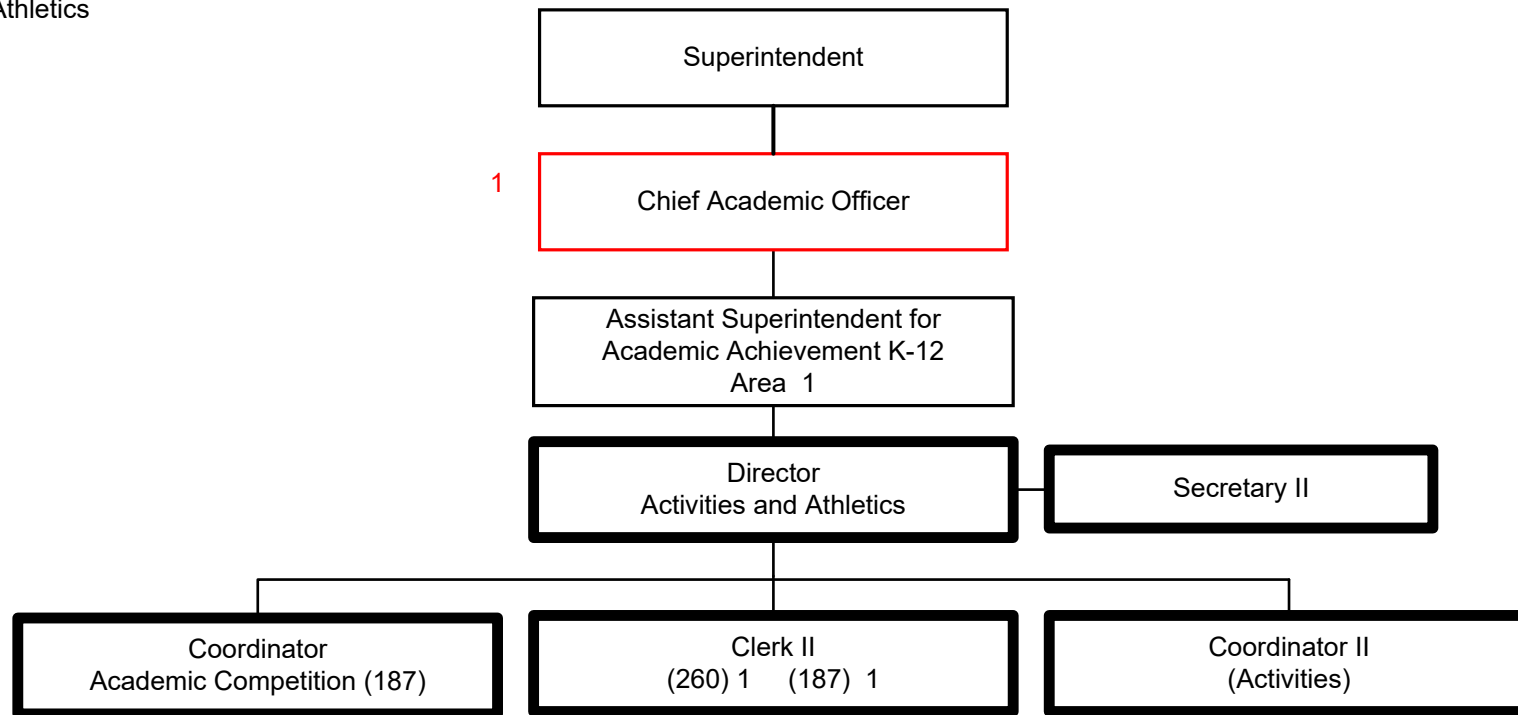 Athletics
Superintendent
1
Chief Academic Officer
Assistant Superintendent for
Academic Achievement K-12
Area 1
Director
Activities and Athletics
Secretary II
Coordinator
Academic Competition (187)
Clerk II
(260) 1 (187) 1
Coordinator II
(Activities)